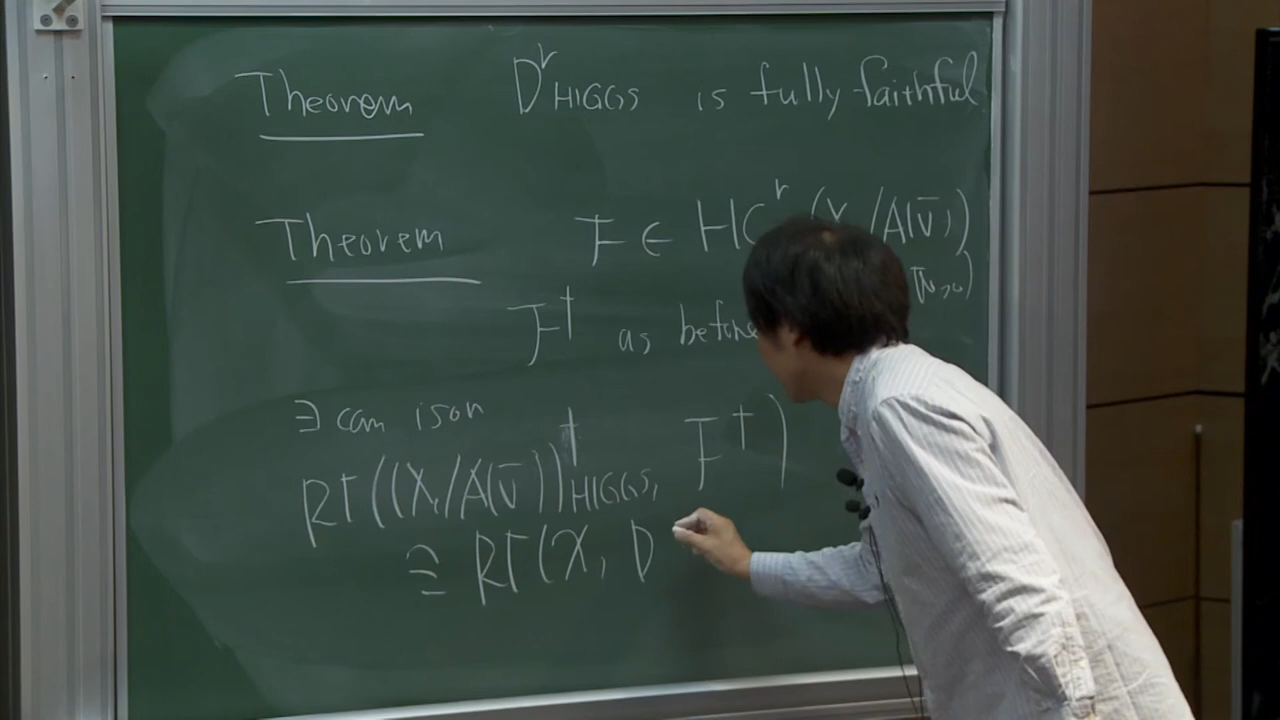 Theorem D^r_HIGGS is fully faithful
Theorem F ∈ HC^r (X /A(V̄))
F† as before
∃ can isom
RΓ((X/A(V̄))†_HIGGS, F†)
≅ RΓ(X, D